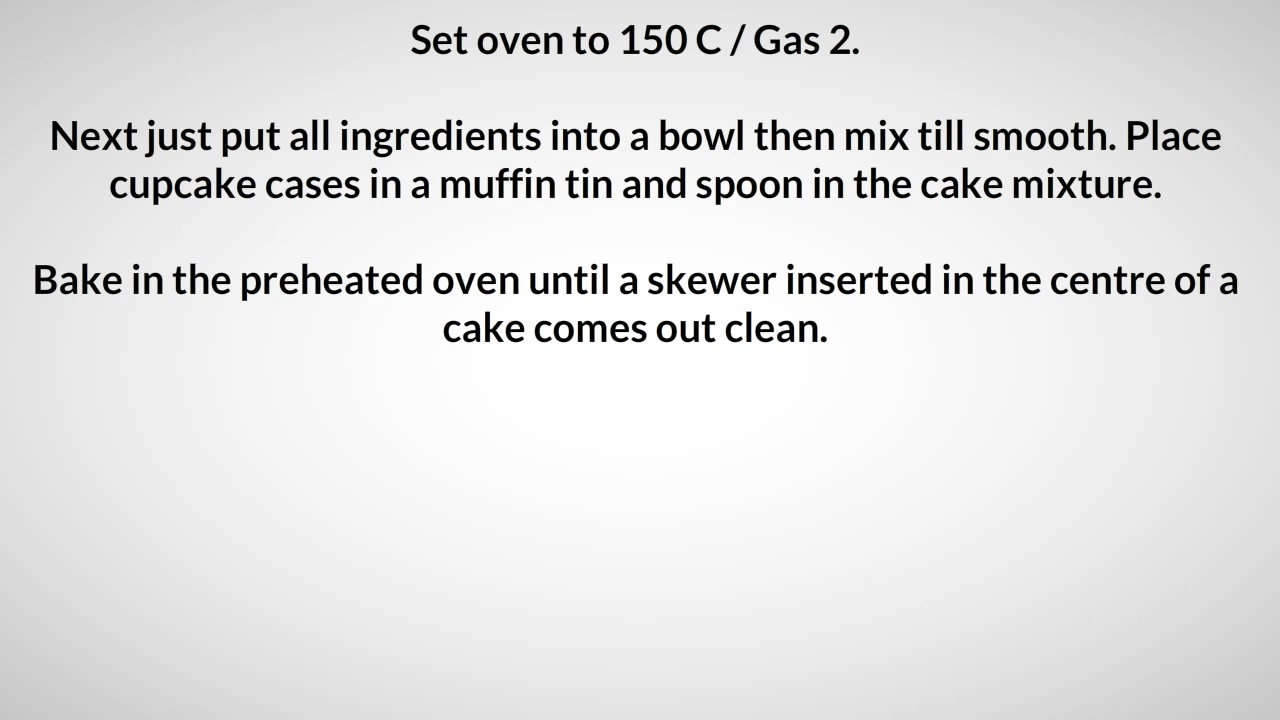 Set oven to 150 C / Gas 2.
Next just put all ingredients into a bowl then mix till smooth. Place
cupcake cases in a muffin tin and spoon in the cake mixture.
Bake in the preheated oven until a skewer inserted in the centre of a
cake comes out clean.